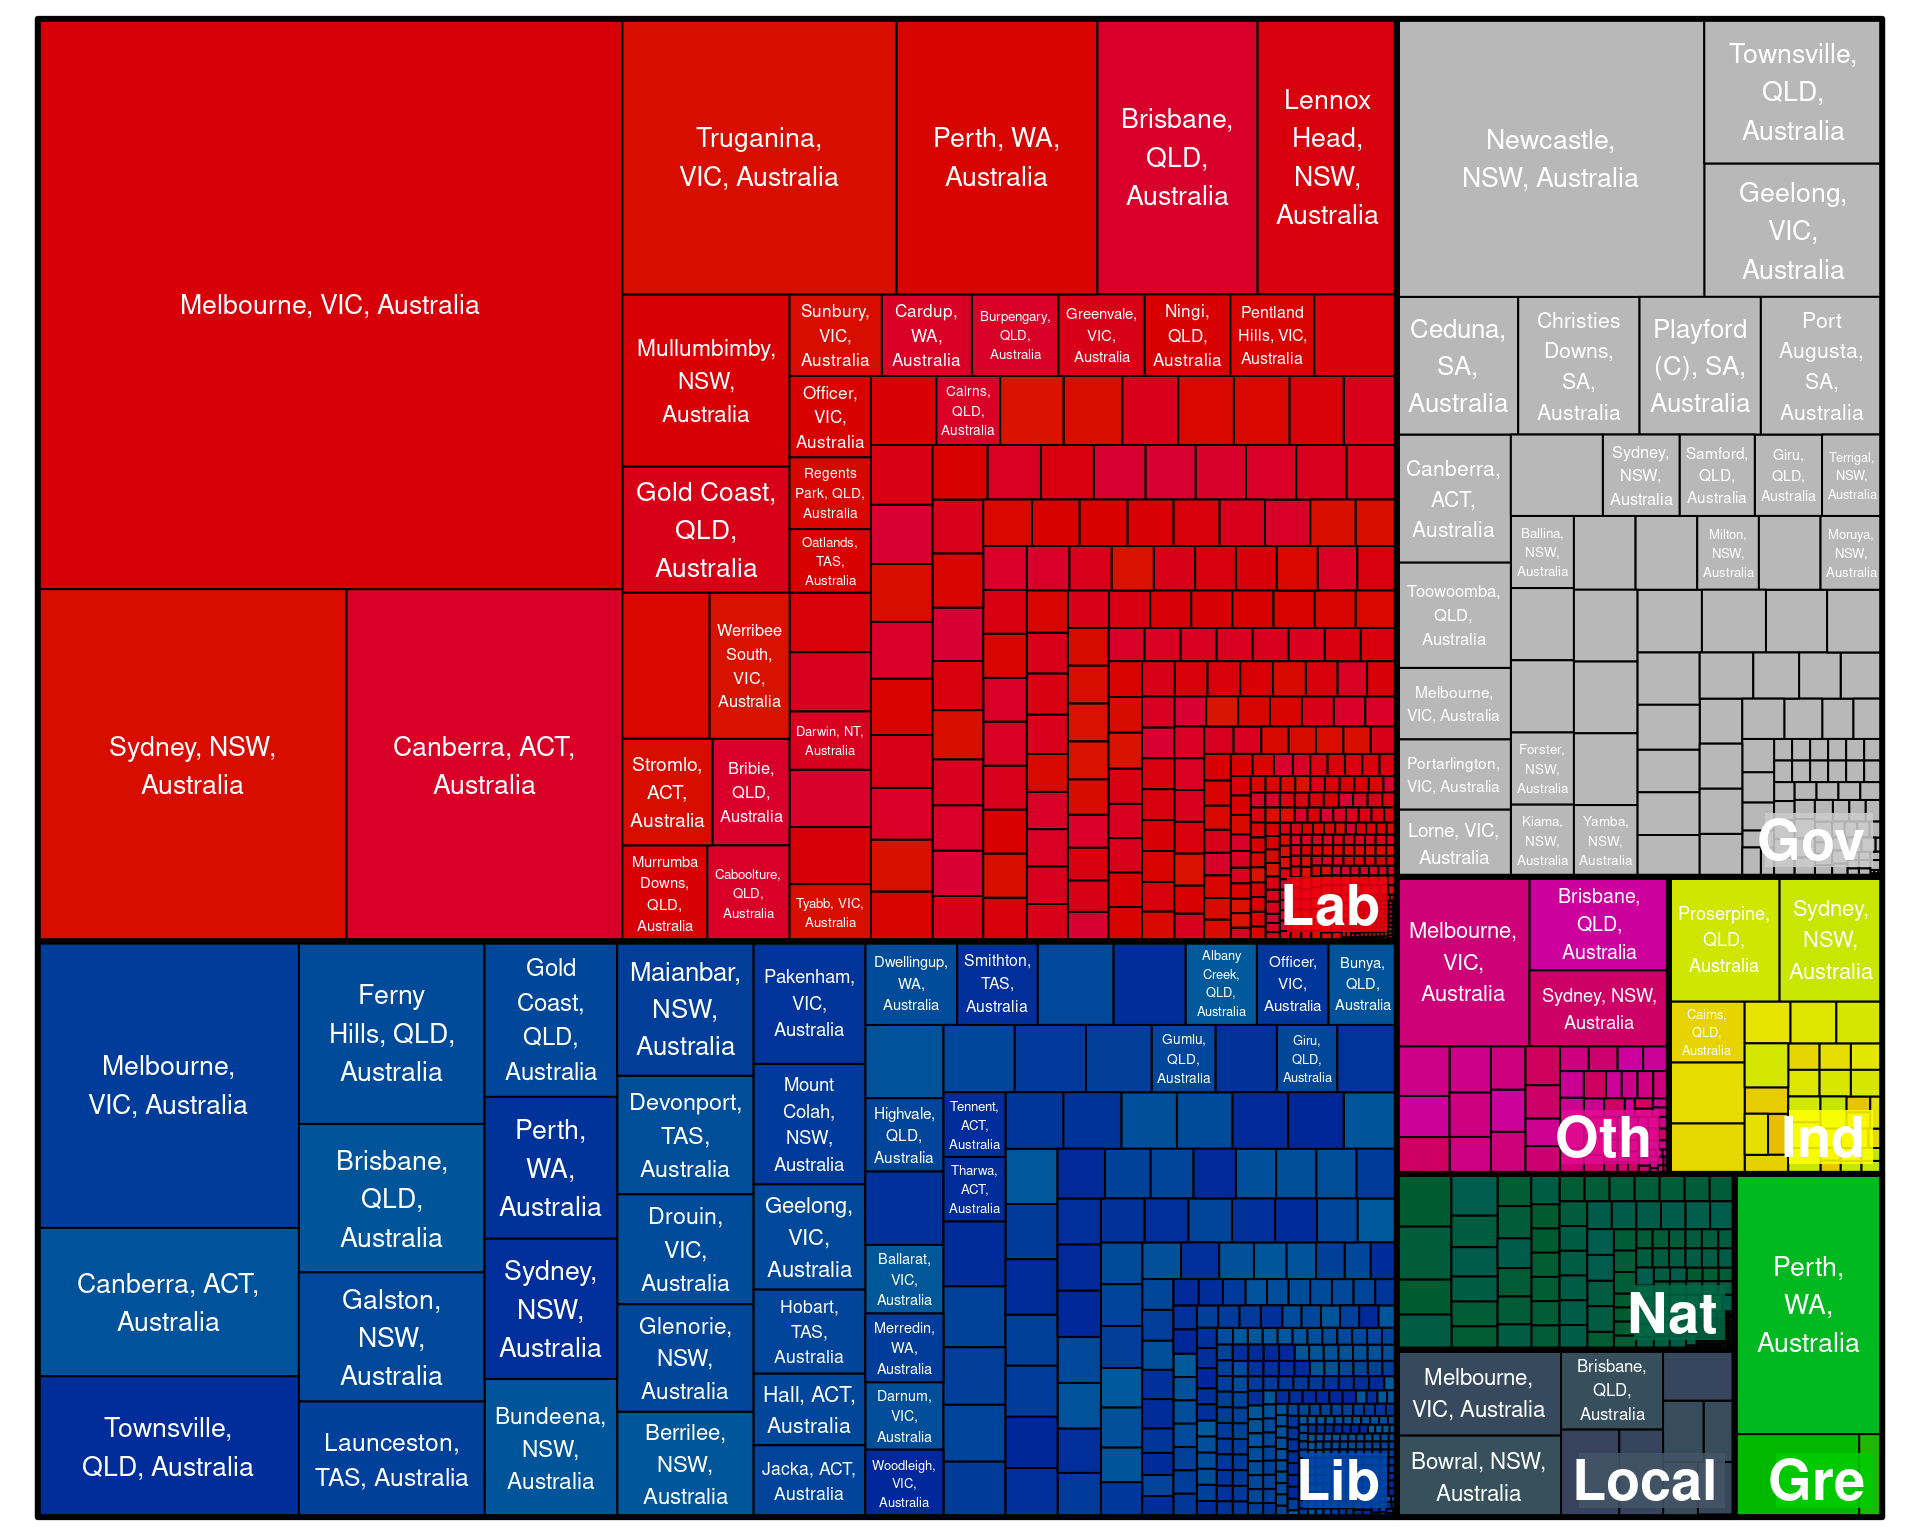 Melbourne, VIC, Australia
Sydney, NSW,
Australia
Canberra, ACT,
Australia
Truganina,
VIC, Australia
Perth, WA,
Australia
Brisbane,
QLD,
Australia
Lennox
Head,
NSW,
Australia
Mullumbimby,
NSW,
Australia
Gold Coast,
QLD,
Australia
Werribee
South,
VIC,
Australia
Stromlo,
ACT,
Australia
Bribie,
QLD,
Australia
Murrumba
Downs,
QLD,
Australia
Caboolture,
QLD,
Australia
Sunbury,
VIC,
Australia
Cardup,
WA,
Australia
Burpengary,
QLD,
Australia
Greenvale,
VIC,
Australia
Ningi,
QLD,
Australia
Pentland
Hills, VIC,
Australia
Officer,
VIC,
Australia
Cairns,
QLD,
Australia
Regents
Park, QLD,
Australia
Oatlands,
TAS,
Australia
Darwin, NT,
Australia
Tyabb, VIC,
Australia
Lab
Newcastle,
NSW, Australia
Townsville,
QLD,
Australia
Geelong,
VIC,
Australia
Ceduna,
SA,
Australia
Christies
Downs,
SA,
Australia
Playford
(C), SA,
Australia
Port
Augusta,
SA,
Australia
Canberra,
ACT,
Australia
Sydney,
NSW,
Australia
Samford,
QLD,
Australia
Giru,
QLD,
Australia
Terrigal,
NSW,
Australia
Ballina,
NSW,
Australia
Milton,
NSW,
Australia
Moruya,
NSW,
Australia
Toowoomba,
QLD,
Australia
Melbourne,
VIC, Australia
Portarlington,
VIC, Australia
Forster,
NSW,
Australia
Lorne, VIC,
Australia
Kiama,
NSW,
Australia
Yamba,
NSW,
Australia
Gov
Melbourne,
VIC, Australia
Canberra, ACT,
Australia
Townsville,
QLD, Australia
Ferny
Hills, QLD,
Australia
Brisbane,
QLD,
Australia
Galston,
NSW,
Australia
Launceston,
TAS, Australia
Gold
Coast,
QLD,
Australia
Perth,
WA,
Australia
Sydney,
NSW,
Australia
Bundeena,
NSW,
Australia
Maianbar,
NSW,
Australia
Devonport,
TAS,
Australia
Drouin,
VIC,
Australia
Glenorie,
NSW,
Australia
Berrilee,
NSW,
Australia
Pakenham,
VIC,
Australia
Mount
Colah,
NSW,
Australia
Geelong,
VIC,
Australia
Hobart,
TAS,
Australia
Hall, ACT,
Australia
Jacka, ACT,
Australia
Dwellingup,
WA,
Australia
Smithton,
TAS,
Australia
Albany
Creek,
QLD,
Australia
Officer,
VIC,
Australia
Bunya,
QLD,
Australia
Gumlu,
QLD,
Australia
Giru,
QLD,
Australia
Highvale,
QLD,
Australia
Tennent,
ACT,
Australia
Tharwa,
ACT,
Australia
Ballarat,
VIC,
Australia
Merredin,
WA,
Australia
Darnum,
VIC,
Australia
Woodleigh,
VIC,
Australia
Lib
Melbourne,
VIC,
Australia
Brisbane,
QLD,
Australia
Sydney, NSW,
Australia
Oth
Proserpine,
QLD,
Australia
Sydney,
NSW,
Australia
Cairns,
QLD,
Australia
Ind
Nat
Melbourne,
VIC, Australia
Brisbane,
QLD,
Australia
Bowral, NSW,
Australia
Local
Perth,
WA,
Australia
Gre